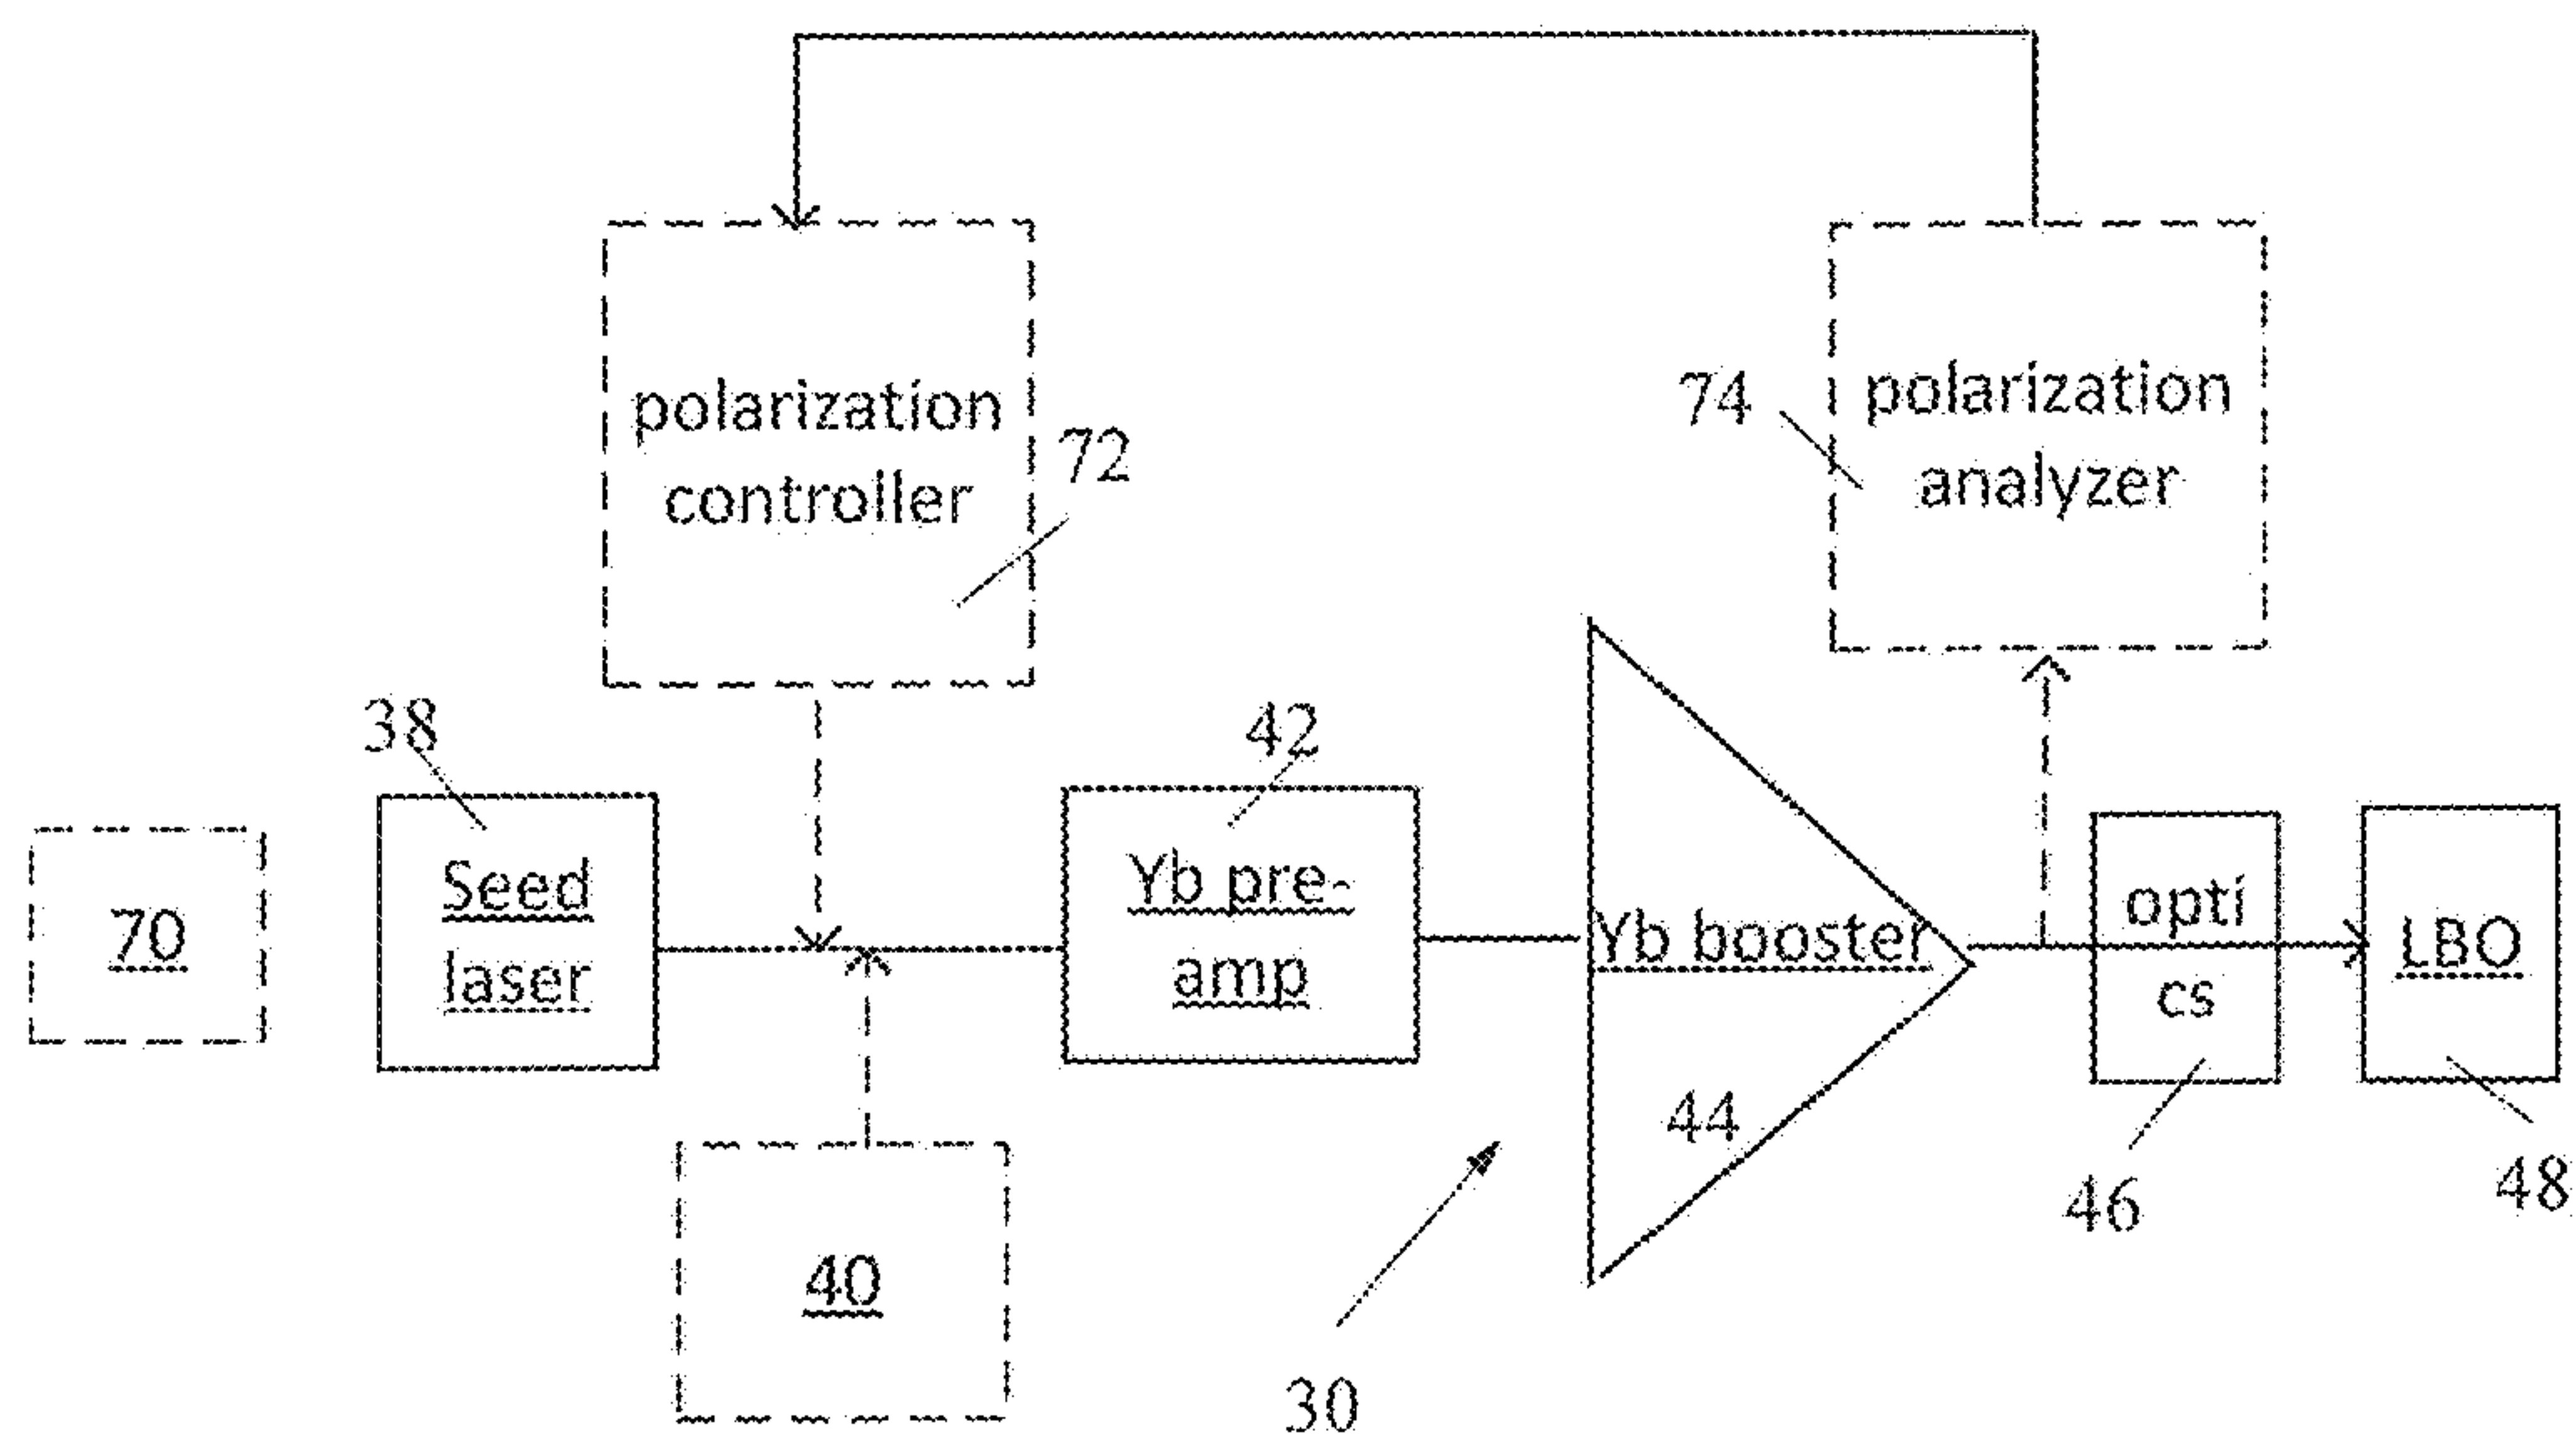 polarization
controller
72
74
polarization
analyzer
38
42
70
Seed
laser
Yb pre-
amp
Yb booster
opti
cs
LBO
44
46
48
40
30